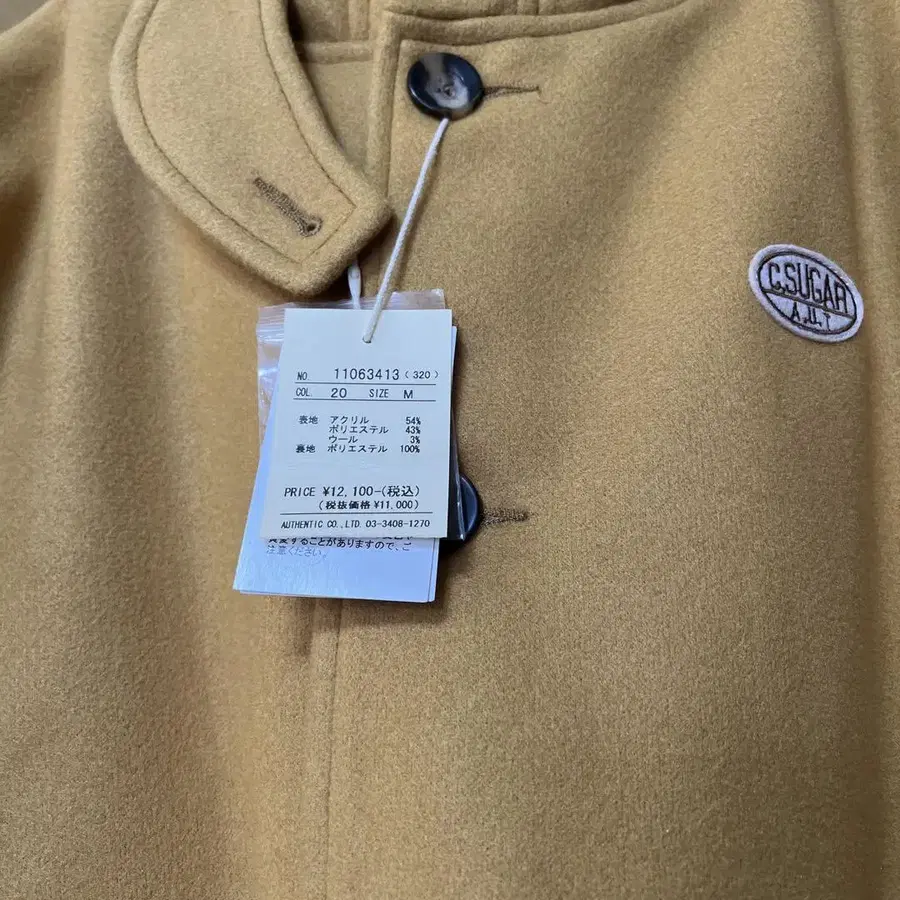 C.SUGAR
A.U.T
NO. 11063413 (320)
COL. 20 SIZE M
表地 アクリル 54%
ポリエステル 43%
ウール 3%
裏地 ポリエステル 100%
PRICE ¥12,100-(税込)
(税抜価格¥11,000)
AUTHENTIC CO.,LTD. 03-3408-1270
変することがありますので、ご
注意ください。